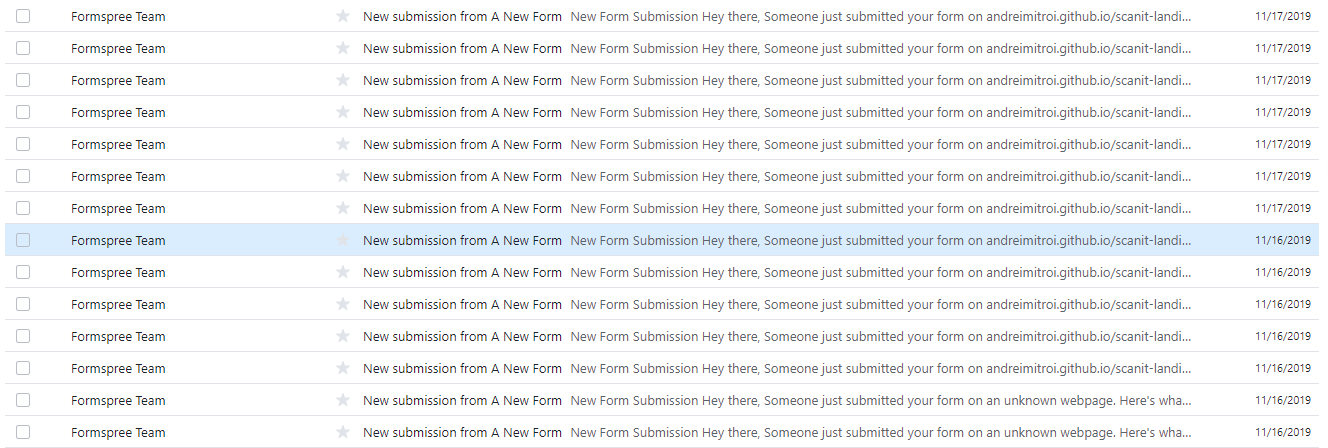 Formspree Team New submission from A New Form New Form Submission Hey there, Someone just submitted your form on andreimitroi.github.io/scanit-landi... 11/17/2019
Formspree Team New submission from A New Form New Form Submission Hey there, Someone just submitted your form on andreimitroi.github.io/scanit-landi... 11/17/2019
Formspree Team New submission from A New Form New Form Submission Hey there, Someone just submitted your form on andreimitroi.github.io/scanit-landi... 11/17/2019
Formspree Team New submission from A New Form New Form Submission Hey there, Someone just submitted your form on andreimitroi.github.io/scanit-landi... 11/17/2019
Formspree Team New submission from A New Form New Form Submission Hey there, Someone just submitted your form on andreimitroi.github.io/scanit-landi... 11/17/2019
Formspree Team New submission from A New Form New Form Submission Hey there, Someone just submitted your form on andreimitroi.github.io/scanit-landi... 11/17/2019
Formspree Team New submission from A New Form New Form Submission Hey there, Someone just submitted your form on andreimitroi.github.io/scanit-landi... 11/17/2019
Formspree Team New submission from A New Form New Form Submission Hey there, Someone just submitted your form on andreimitroi.github.io/scanit-landi... 11/16/2019
Formspree Team New submission from A New Form New Form Submission Hey there, Someone just submitted your form on andreimitroi.github.io/scanit-landi... 11/16/2019
Formspree Team New submission from A New Form New Form Submission Hey there, Someone just submitted your form on andreimitroi.github.io/scanit-landi... 11/16/2019
Formspree Team New submission from A New Form New Form Submission Hey there, Someone just submitted your form on andreimitroi.github.io/scanit-landi... 11/16/2019
Formspree Team New submission from A New Form New Form Submission Hey there, Someone just submitted your form on andreimitroi.github.io/scanit-landi... 11/16/2019
Formspree Team New submission from A New Form New Form Submission Hey there, Someone just submitted your form on an unknown webpage. Here's wha... 11/16/2019
Formspree Team New submission from A New Form New Form Submission Hey there, Someone just submitted your form on an unknown webpage. Here's wha... 11/16/2019